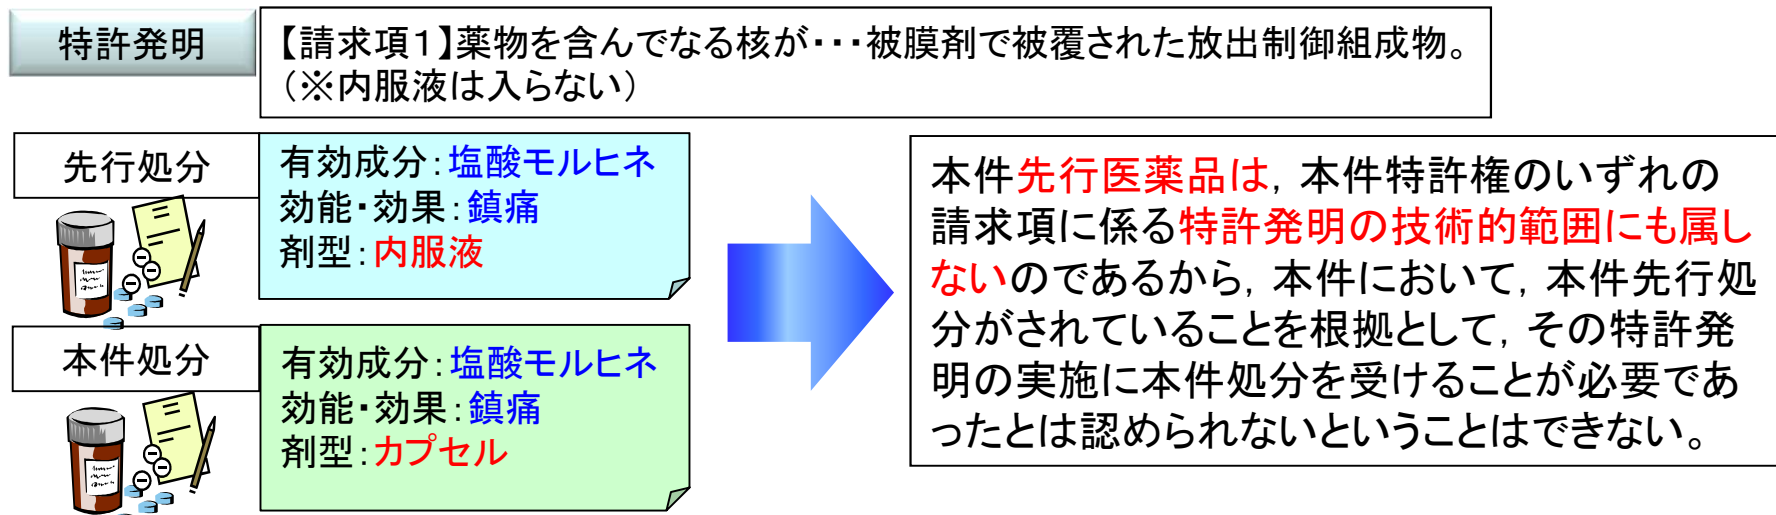 特許発明
【請求項1】薬物を含んでなる核が・・・被膜剤で被覆された放出制御組成物。
(※内服液は入らない)
先行処分
有効成分:塩酸モルヒネ
効能・効果:鎮痛
剤型:内服液
本件処分
有効成分:塩酸モルヒネ
効能・効果:鎮痛
剤型:カプセル
本件先行医薬品は,本件特許権のいずれの
請求項に係る特許発明の技術的範囲にも属し
ないのであるから,本件において,本件先行処
分がされていることを根拠として,その特許発
明の実施に本件処分を受けることが必要であ
ったとは認められないということはできない。